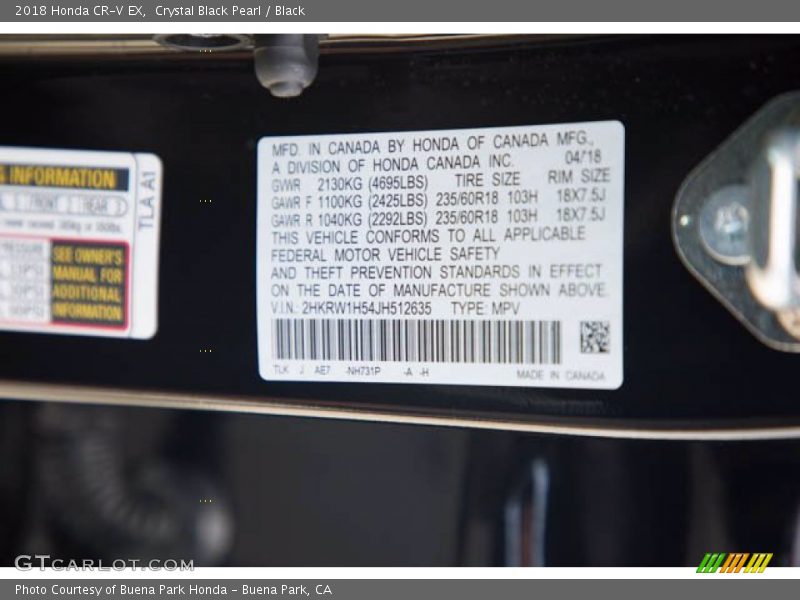 2018 Honda CR-V EX, Crystal Black Pearl / Black
MFD. IN CANADA BY HONDA OF CANADA MFG.,
A DIVISION OF HONDA CANADA INC. 04/18
GVWR 2130KG (4695LBS) TIRE SIZE RIM SIZE
GAWR F 1100KG (2425LBS) 235/60R18 103H 18X7.5J
GAWR R 1040KG (2292LBS) 235/60R18 103H 18X7.5J
THIS VEHICLE CONFORMS TO ALL APPLICABLE
FEDERAL MOTOR VEHICLE SAFETY
AND THEFT PREVENTION STANDARDS IN EFFECT
ON THE DATE OF MANUFACTURE SHOWN ABOVE.
V.I.N.: 2HKRW1H54JH512635 TYPE: MPV
TLK J AE7 -NH731P -A -H MADE IN CANADA
INFORMATION
FRONT REAR
TLA A1
SEE OWNER'S
MANUAL FOR
ADDITIONAL
INFORMATION
GTCARLOT.COM
Photo Courtesy of Buena Park Honda - Buena Park, CA